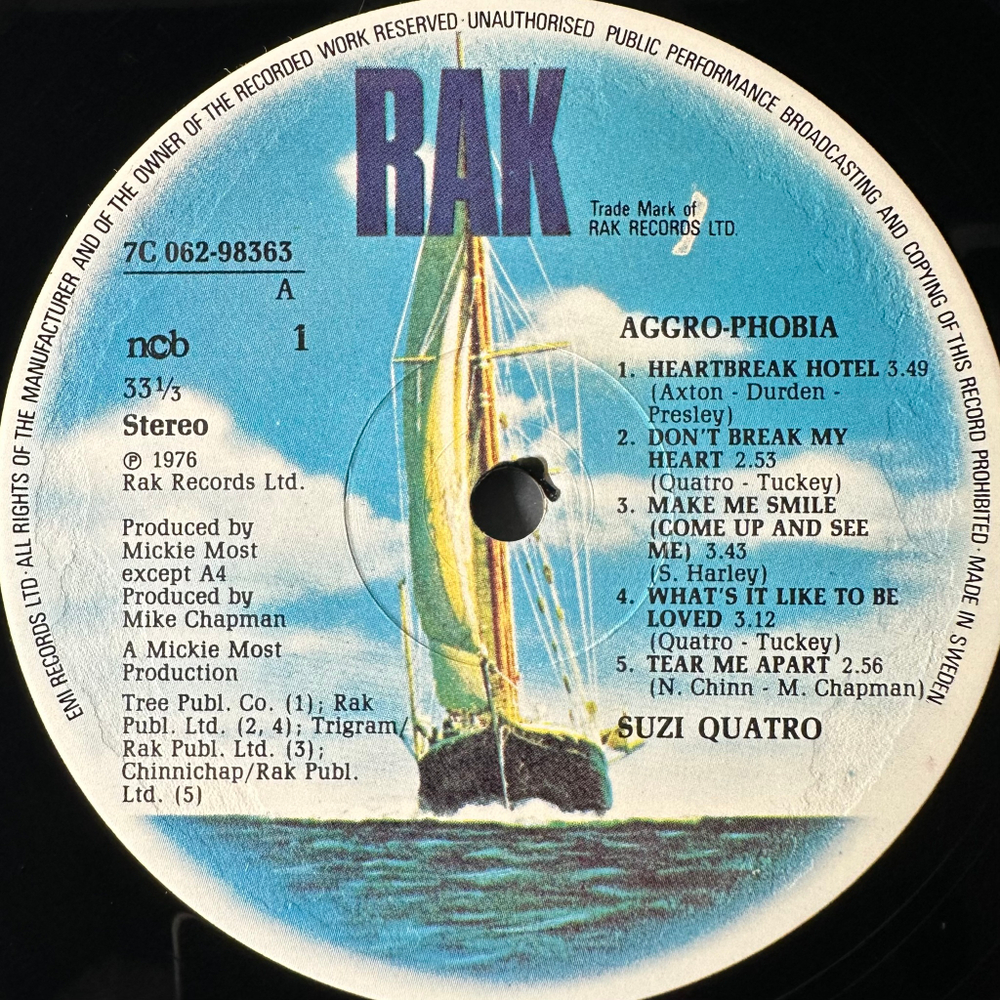 EMI RECORDS LTD · ALL RIGHTS OF THE MANUFACTURER AND OF THE OWNER OF THE RECORDED WORK RESERVED · UNAUTHORISED PUBLIC PERFORMANCE BROADCASTING AND COPYING OF THIS RECORD PROHIBITED · MADE IN SWEDEN
RAK
Trade Mark of
RAK RECORDS LTD.
7C 062-98363
A
ncb 1
33 1/3
Stereo
℗ 1976
Rak Records Ltd.
Produced by
Mickie Most
except A4
Produced by
Mike Chapman
A Mickie Most
Production
Tree Publ. Co. (1); Rak
Publ. Ltd. (2, 4); Trigram/
Rak Publ. Ltd. (3);
Chinnichap/Rak Publ.
Ltd. (5)
AGGRO-PHOBIA
1. HEARTBREAK HOTEL 3.49
(Axton - Durden -
Presley)
2. DON'T BREAK MY
HEART 2.53
(Quatro - Tuckey)
3. MAKE ME SMILE
(COME UP AND SEE
ME) 3.43
(S. Harley)
4. WHAT'S IT LIKE TO BE
LOVED 3.12
(Quatro - Tuckey)
5. TEAR ME APART 2.56
(N. Chinn - M. Chapman)
SUZI QUATRO